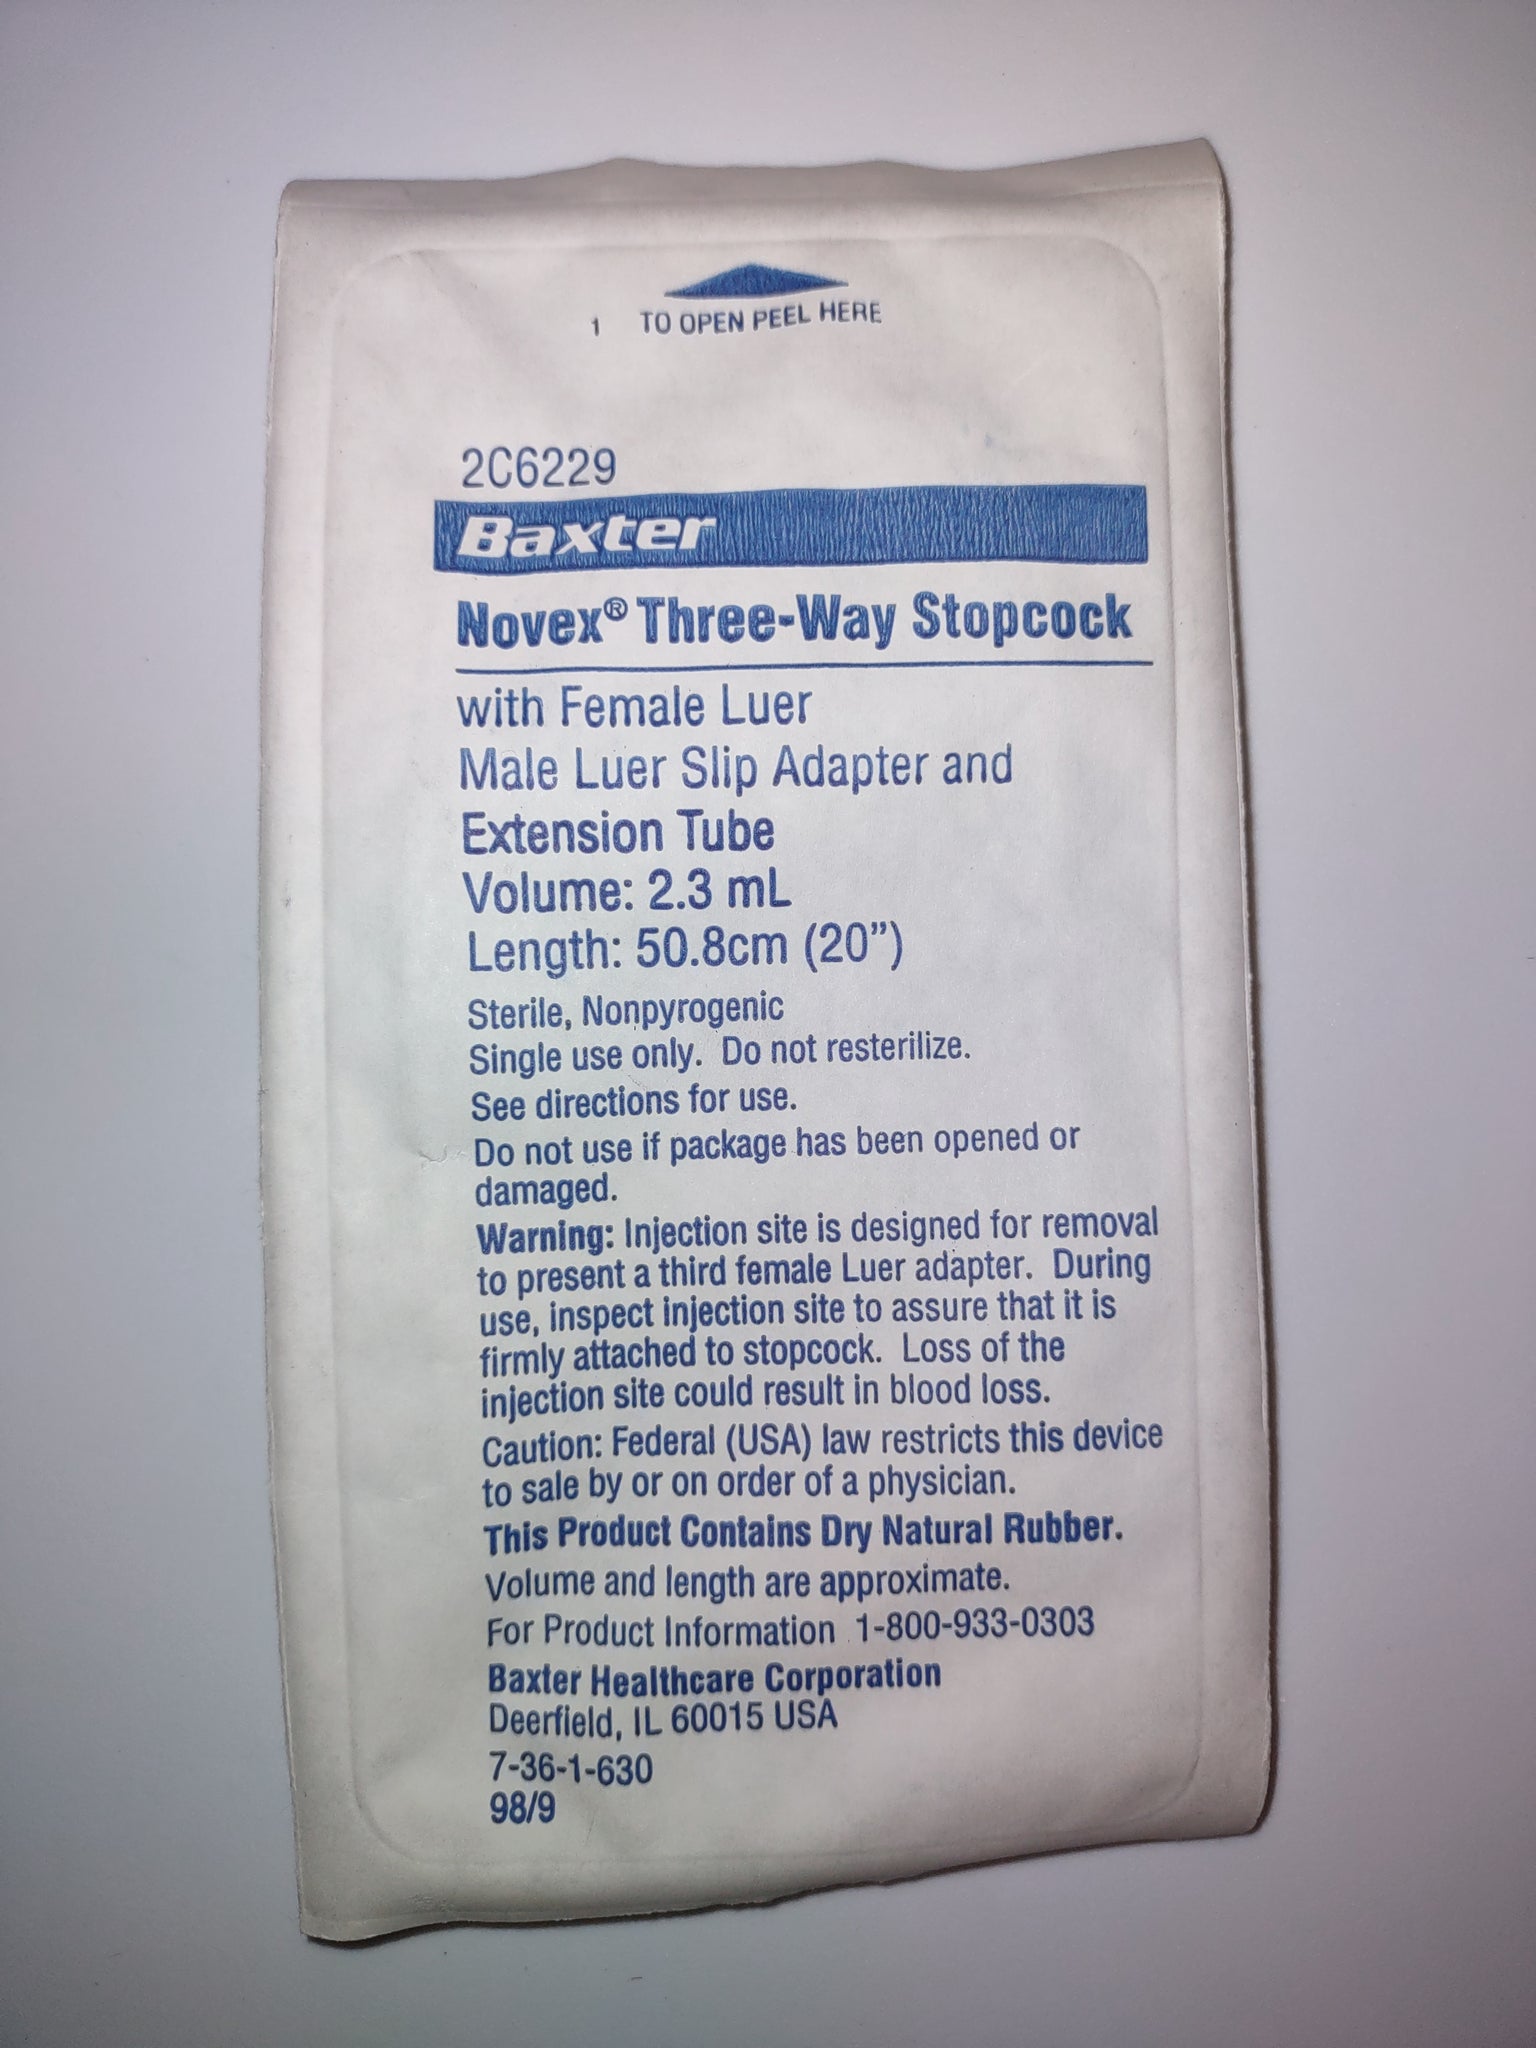 1 TO OPEN PEEL HERE
2C6229
Baxter
Novex® Three-Way Stopcock
with Female Luer
Male Luer Slip Adapter and
Extension Tube
Volume: 2.3 mL
Length: 50.8cm (20”)
Sterile, Nonpyrogenic
Single use only. Do not resterilize.
See directions for use.
Do not use if package has been opened or
damaged.
Warning: Injection site is designed for removal
to present a third female Luer adapter. During
use, inspect injection site to assure that it is
firmly attached to stopcock. Loss of the
injection site could result in blood loss.
Caution: Federal (USA) law restricts this device
to sale by or on order of a physician.
This Product Contains Dry Natural Rubber.
Volume and length are approximate.
For Product Information 1-800-933-0303
Baxter Healthcare Corporation
Deerfield, IL 60015 USA
7-36-1-630
98/9